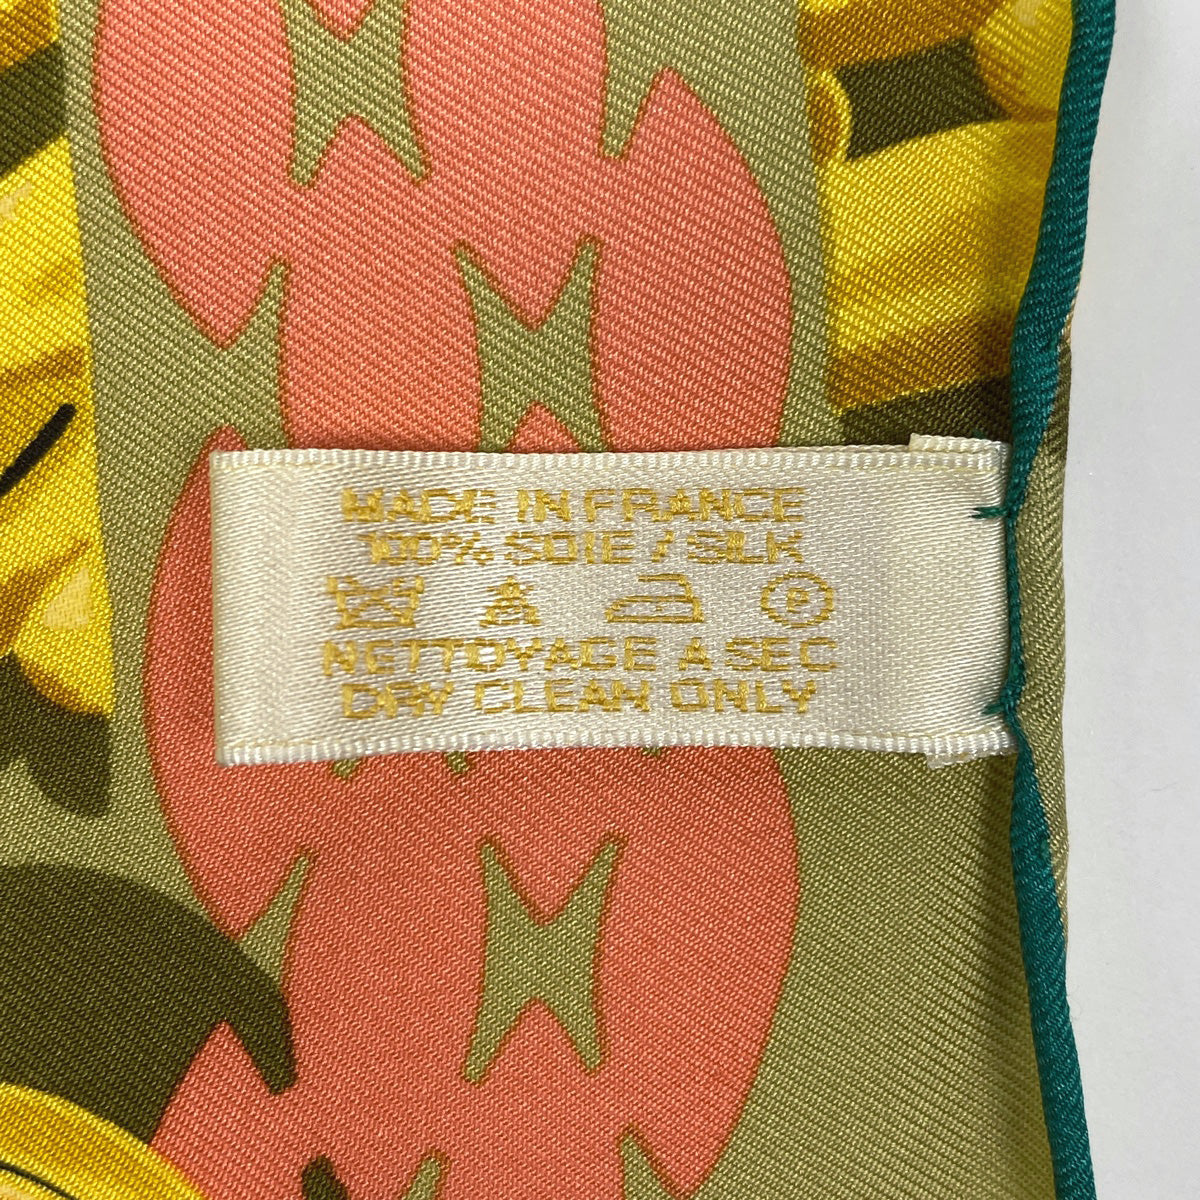 MADE IN FRANCE
100% SOIE / SILK
P
NETTOYAGE A SEC
DRY CLEAN ONLY